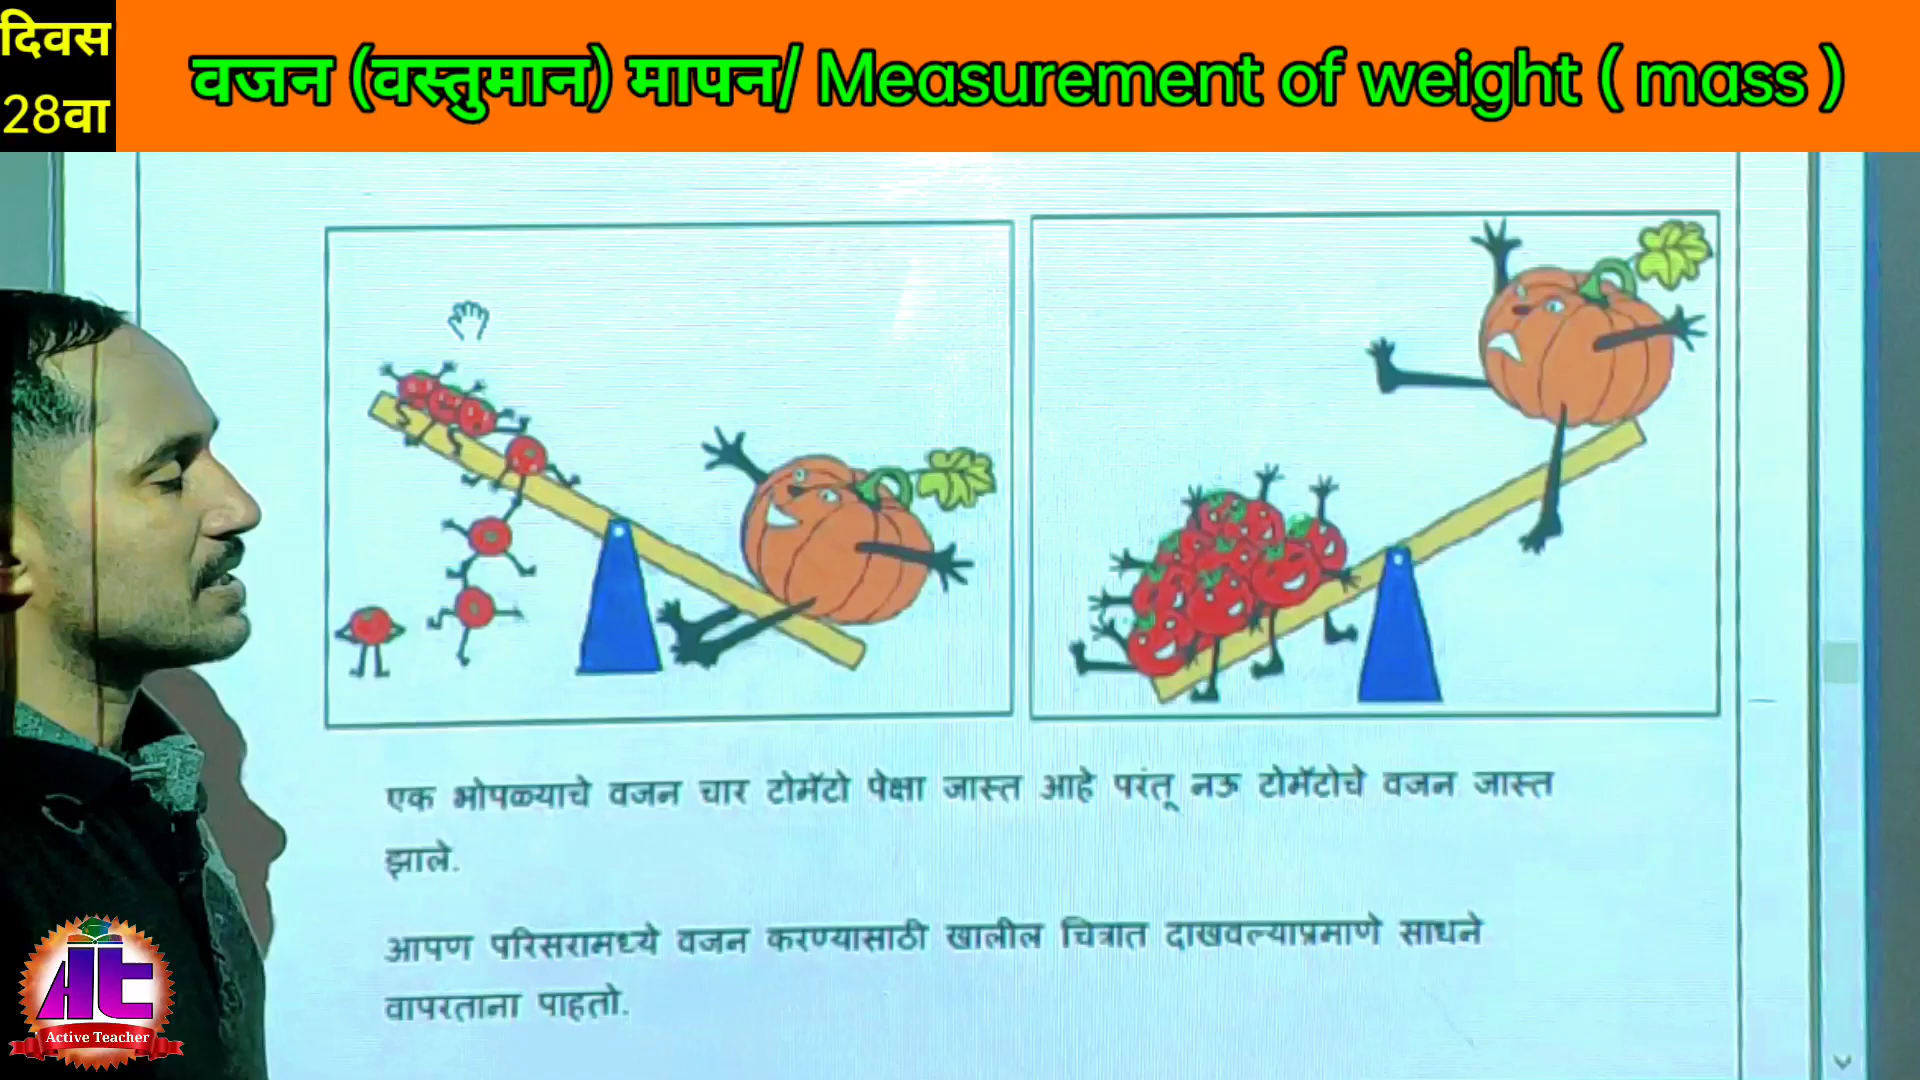 दिवस
28वा
वजन (वस्तुमान) मापन/ Measurement of weight ( mass )
एक भोपळ्याचे वजन चार टोमॅटो पेक्षा जास्त आहे परंतू नऊ टोमॅटोचे वजन जास्त
झाले.
आपण परिसरामध्ये वजन करण्यासाठी खालील चित्रात दाखवल्याप्रमाणे साधने
वापरताना पाहतो.
At
Active Teacher